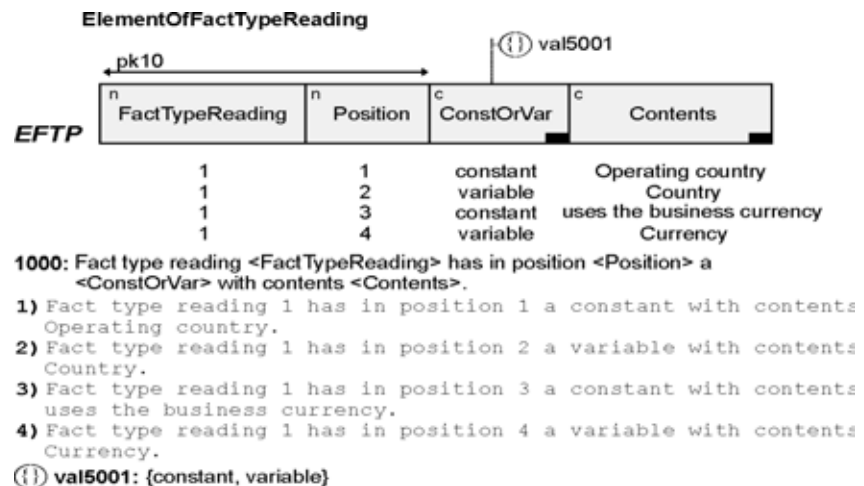 ElementOfFactTypeReading
({}) val5001
pk10
n n c c
FactTypeReading Position ConstOrVar Contents
EFTP
1 1 constant Operating country
1 2 variable Country
1 3 constant uses the business currency
1 4 variable Currency
1000: Fact type reading <FactTypeReading> has in position <Position> a
<ConstOrVar> with contents <Contents>.
1) Fact type reading 1 has in position 1 a constant with contents
Operating country.
2) Fact type reading 1 has in position 2 a variable with contents
Country.
3) Fact type reading 1 has in position 3 a constant with contents
uses the business currency.
4) Fact type reading 1 has in position 4 a variable with contents
Currency.
({}) val5001: {constant, variable}